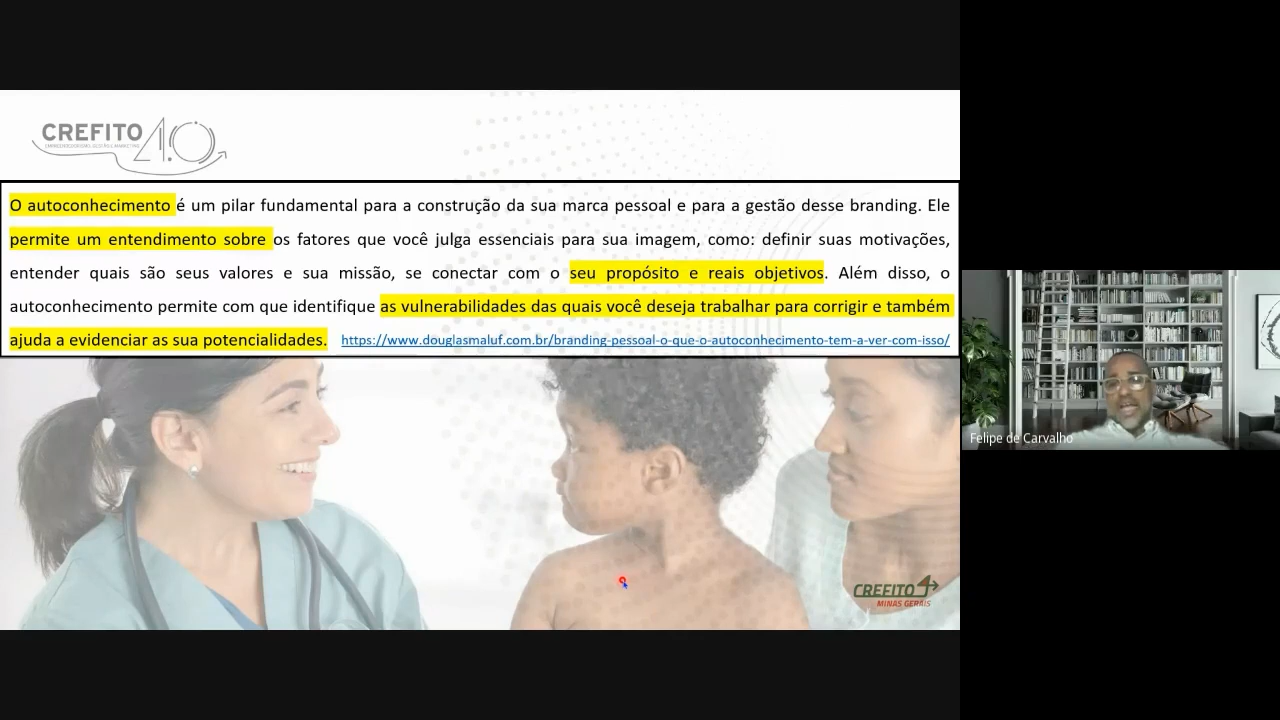 CREFITO 4.0
EMPREENDEDORISMO, GESTÃO E MARKETING
O autoconhecimento é um pilar fundamental para a construção da sua marca pessoal e para a gestão desse branding. Ele
permite um entendimento sobre os fatores que você julga essenciais para sua imagem, como: definir suas motivações,
entender quais são seus valores e sua missão, se conectar com o seu propósito e reais objetivos. Além disso, o
autoconhecimento permite com que identifique as vulnerabilidades das quais você deseja trabalhar para corrigir e também
ajuda a evidenciar as sua potencialidades. https://www.douglasmaluf.com.br/branding-pessoal-o-que-o-autoconhecimento-tem-a-ver-com-isso/
Felipe de Carvalho
CREFITO4
MINAS GERAIS